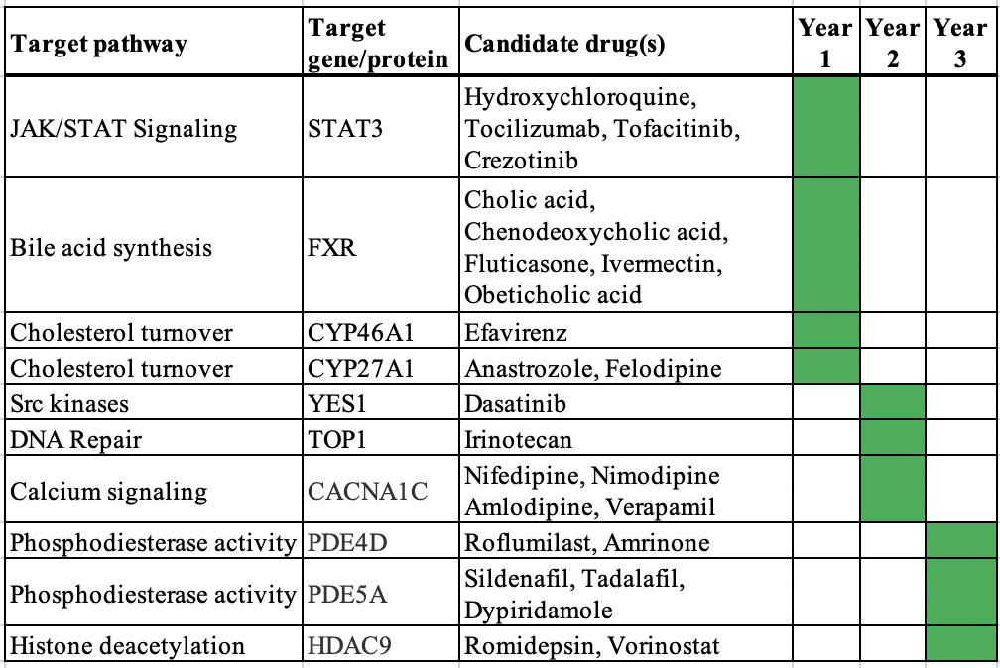 Target pathway
Target
gene/protein
Candidate drug(s)
Year
1
Year
2
Year
3
JAK/STAT Signaling
STAT3
Hydroxychloroquine,
Tocilizumab, Tofacitinib,
Crezotinib
Bile acid synthesis
FXR
Cholic acid,
Chenodeoxycholic acid,
Fluticasone, Ivermectin,
Obeticholic acid
Cholesterol turnover
CYP46A1
Efavirenz
Cholesterol turnover
CYP27A1
Anastrozole, Felodipine
Src kinases
YES1
Dasatinib
DNA Repair
TOP1
Irinotecan
Calcium signaling
CACNA1C
Nifedipine, Nimodipine
Amlodipine, Verapamil
Phosphodiesterase activity
PDE4D
Roflumilast, Amrinone
Phosphodiesterase activity
PDE5A
Sildenafil, Tadalafil,
Dypiridamole
Histone deacetylation
HDAC9
Romidepsin, Vorinostat